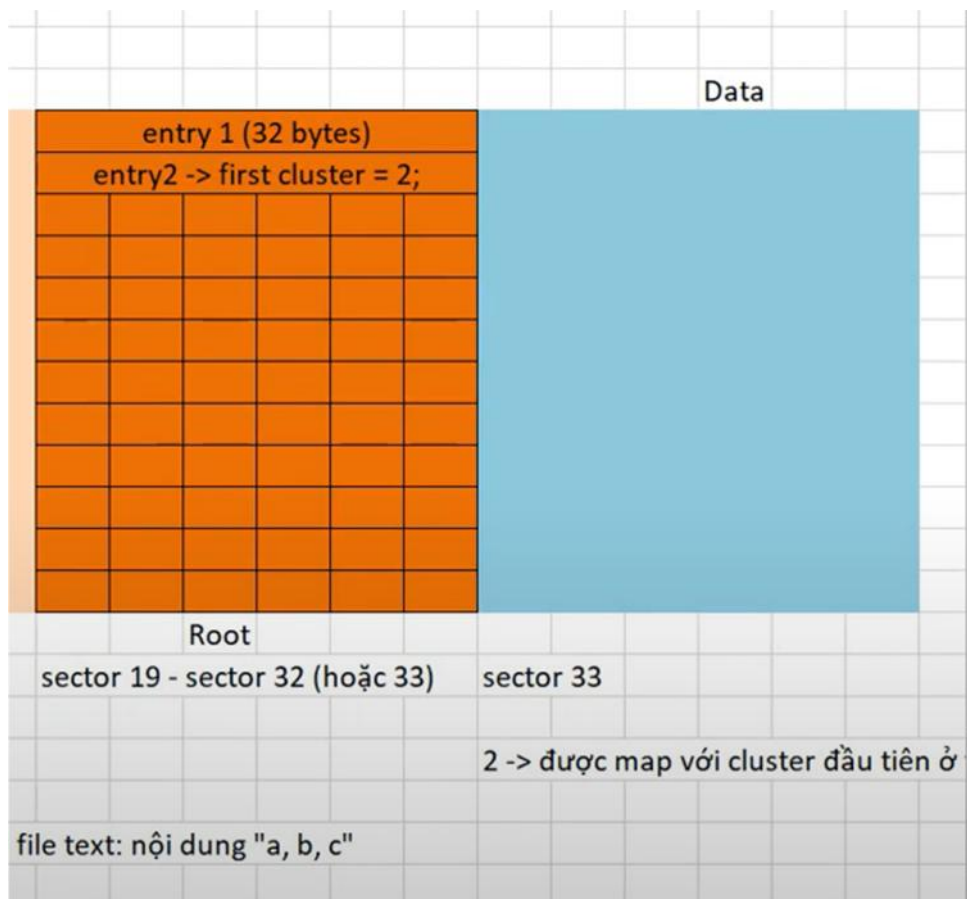 Data
entry 1 (32 bytes)
entry2 -> first cluster = 2;
Root
sector 19 - sector 32 (hoặc 33)
sector 33
2 -> được map với cluster đầu tiên ở
file text: nội dung "a, b, c"